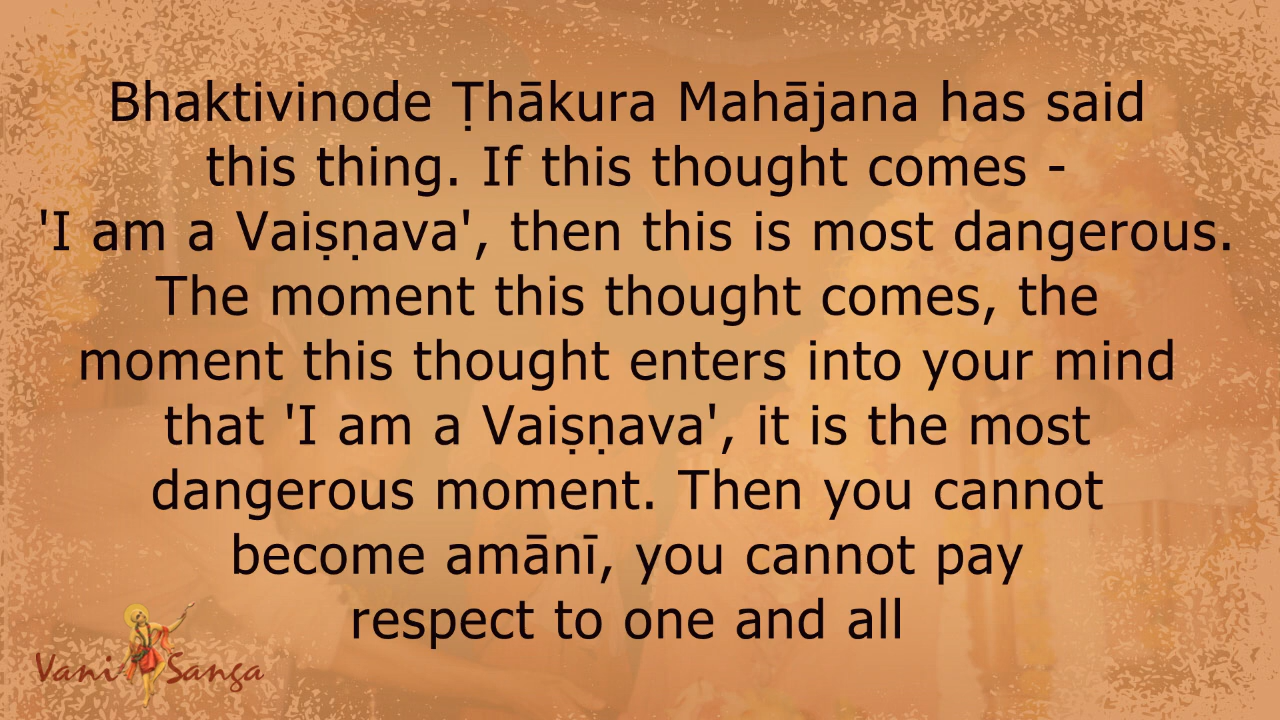 Bhaktivinode Ṭhākura Mahājana has said
this thing. If this thought comes -
'I am a Vaiṣṇava', then this is most dangerous.
The moment this thought comes, the
moment this thought enters into your mind
that 'I am a Vaiṣṇava', it is the most
dangerous moment. Then you cannot
become amānī, you cannot pay
respect to one and all
Vani Sanga